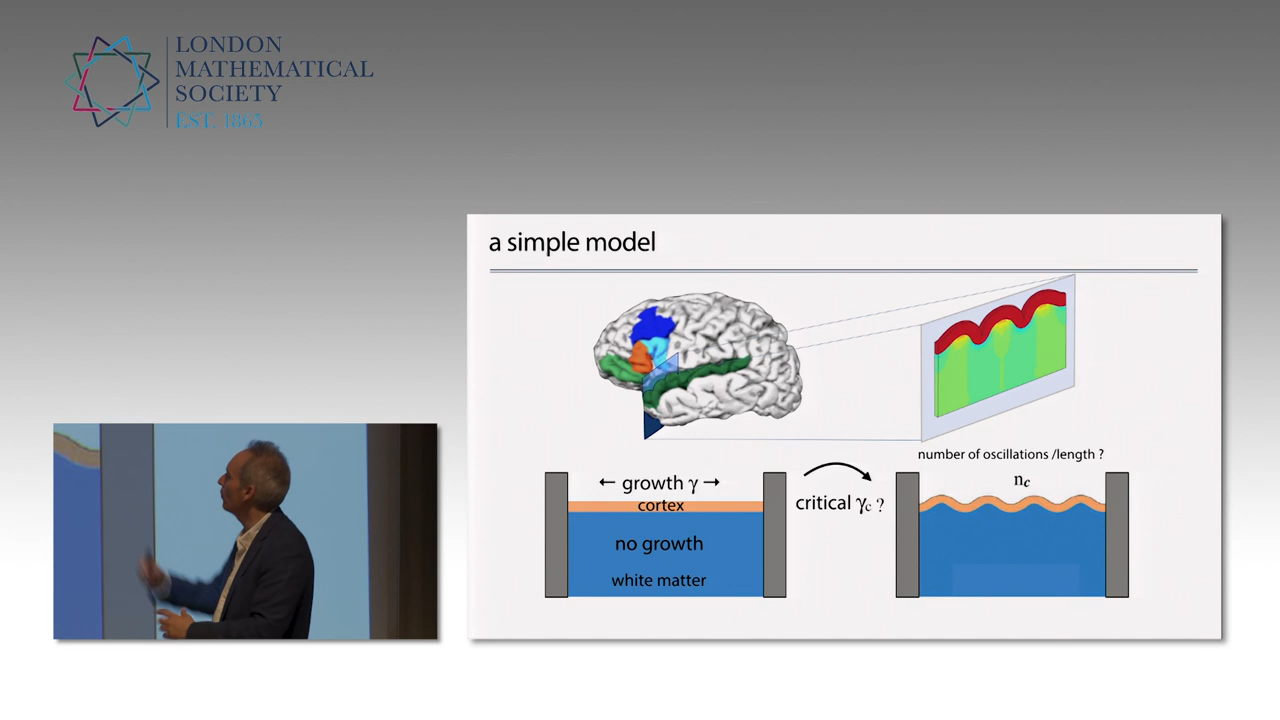 LONDON
MATHEMATICAL
SOCIETY
EST. 1865
a simple model
number of oscillations /length ?
n_c
← growth γ →
cortex
critical γc ?
no growth
white matter